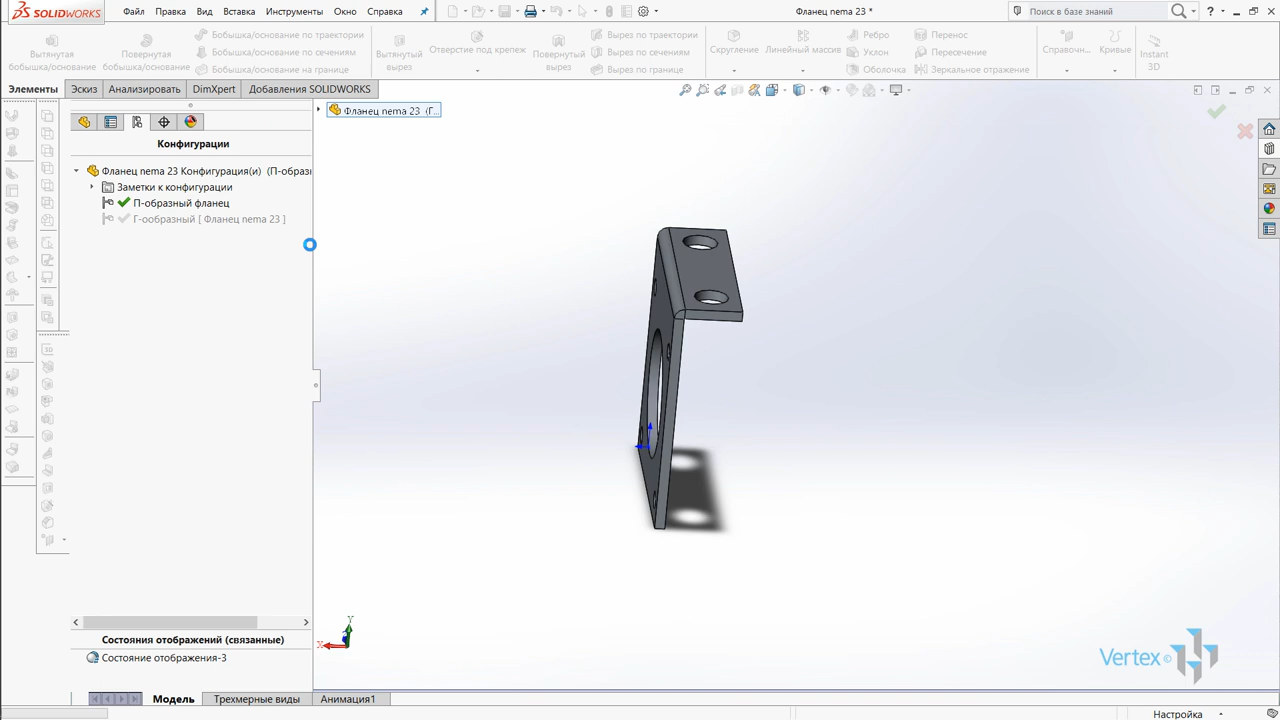 SOLIDWORKS Файл Правка Вид Вставка Инструменты Окно Справка Фланец nema 23 * Поиск в базе знаний ?
Вытянутая бобышка/основание
Повернутая бобышка/основание
Бобышка/основание по траектории
Бобышка/основание по сечениям
Бобышка/основание на границе
Вытянутый вырез
Отверстие под крепеж
Повернутый вырез
Вырез по траектории
Вырез по сечениям
Вырез по границе
Скругление
Линейный массив
Ребро
Уклон
Оболочка
Перенос
Пересечение
Зеркальное отражение
Справочн...
Кривые
Instant 3D
Элементы Эскиз Анализировать DimXpert Добавления SOLIDWORKS
Фланец nema 23 (Г...
Конфигурации
Фланец nema 23 Конфигурация(и) (П-образ
Заметки к конфигурации
П-образный фланец
Г-ообразный [ Фланец nema 23 ]
Y
X
Состояния отображений (связанные)
Состояние отображения-3
Vertex ©
Модель Трехмерные виды Анимация1
Настройка